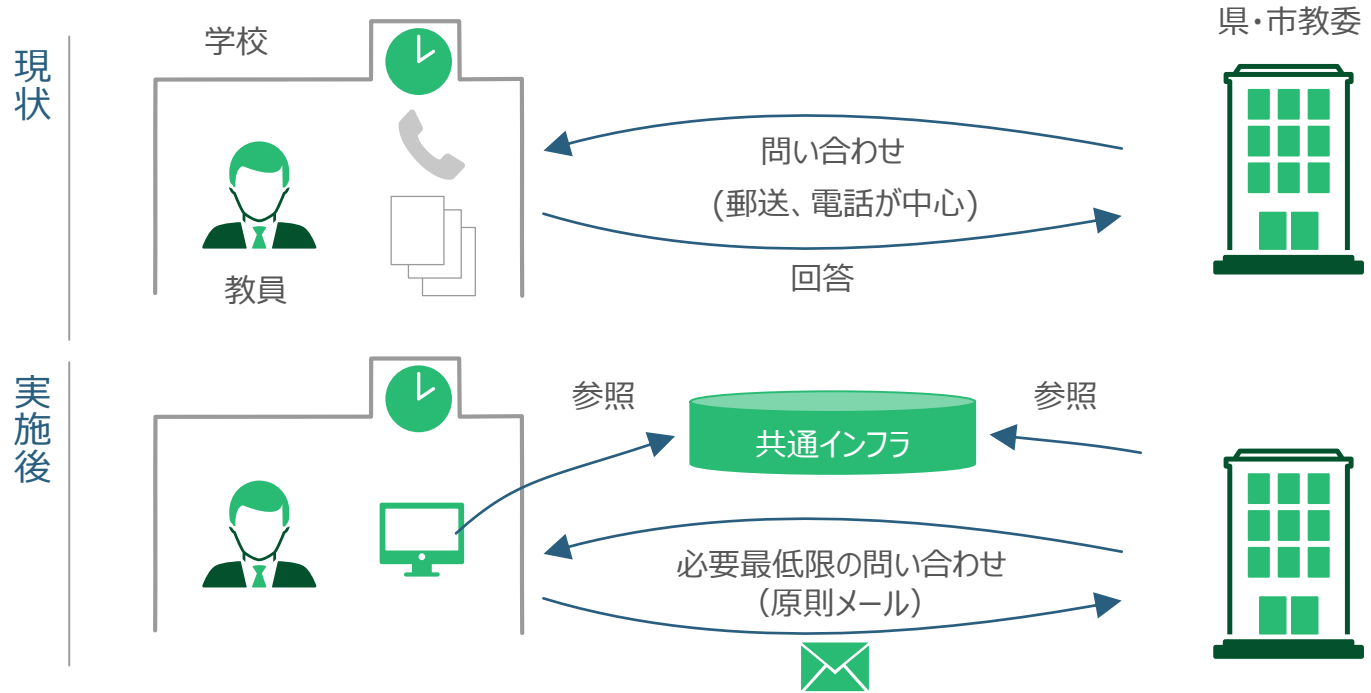 現状
学校
県・市教委
問い合わせ
(郵送、電話が中心)
回答
教員
実施後
参照
共通インフラ
参照
必要最低限の問い合わせ
（原則メール）